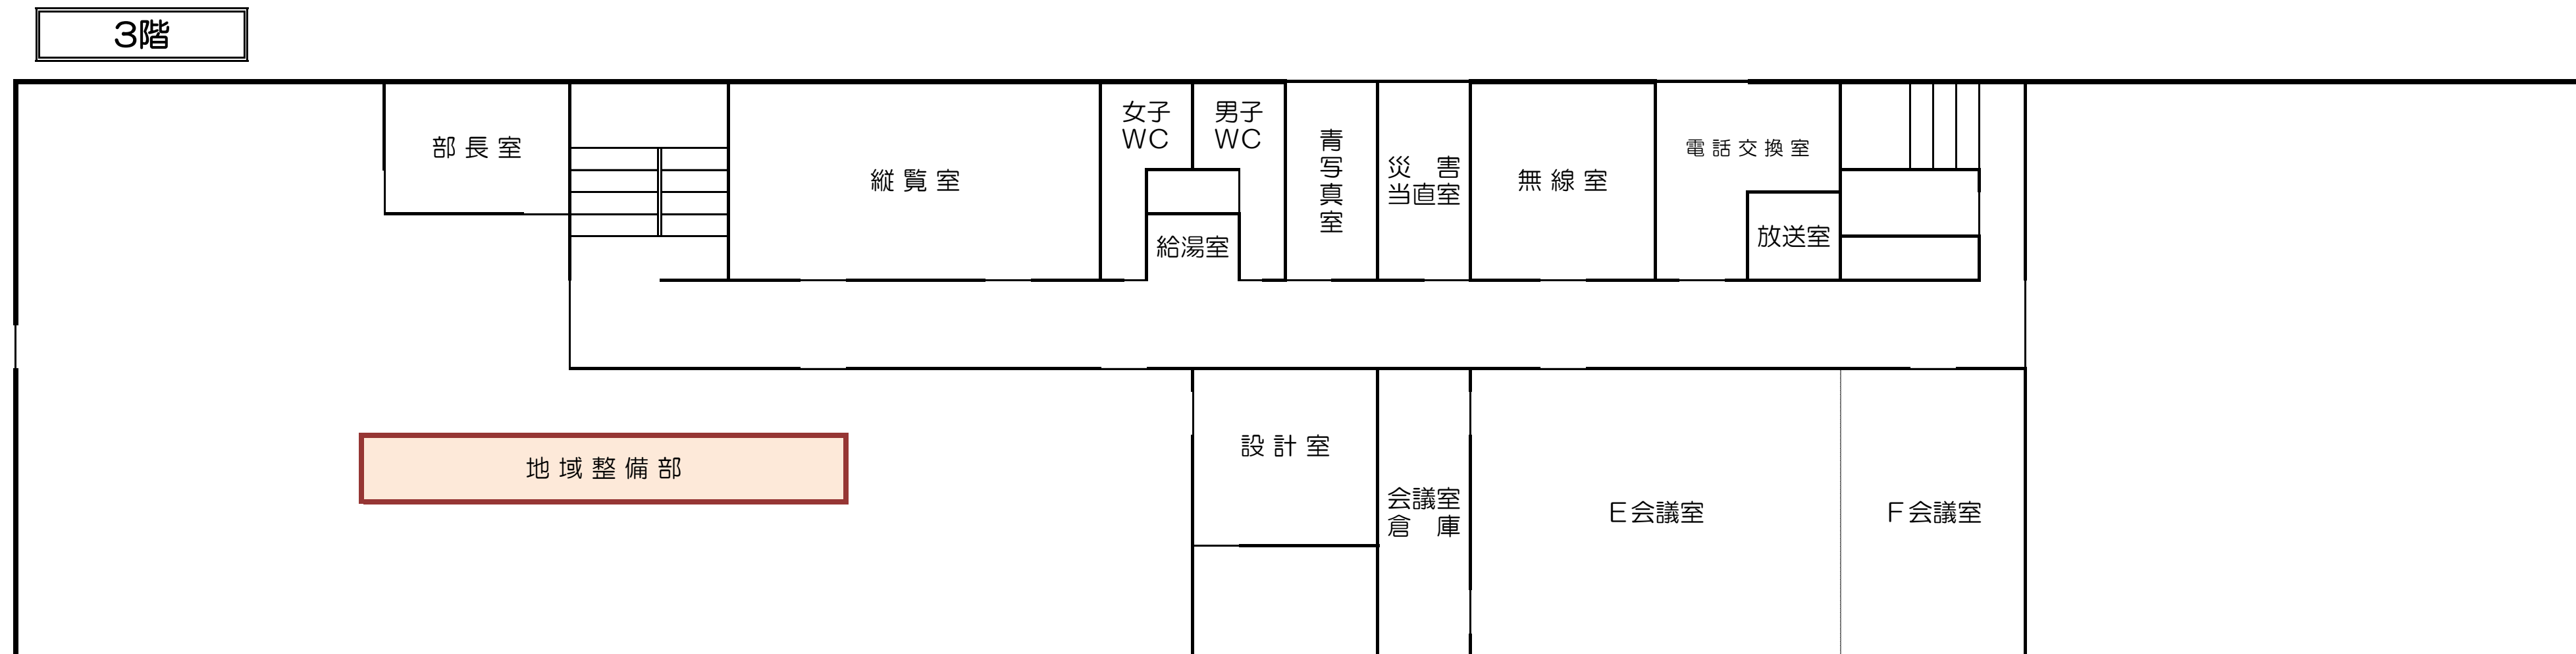 3階
部長室
縦覧室
女子
WC
男子
WC
青
写
真
室
災　害
当直室
無線室
電話交換室
放送室
給湯室
地域整備部
設計室
会議室
倉　庫
E会議室
F会議室